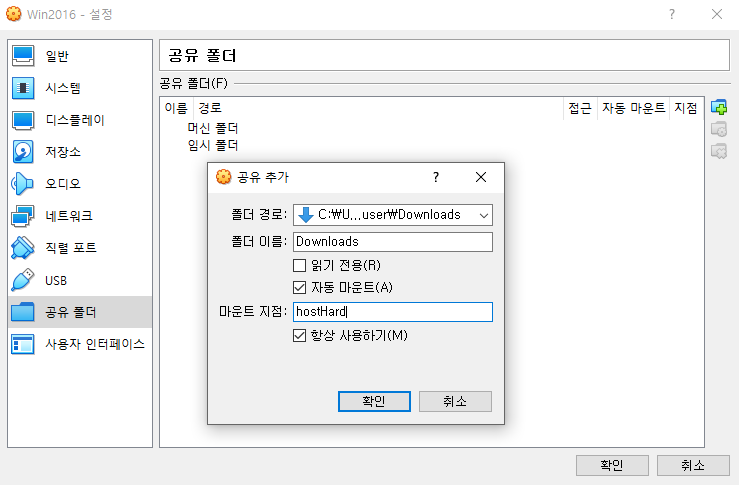 Win2016 - 설정
?
일반
시스템
디스플레이
저장소
오디오
네트워크
직렬 포트
USB
공유 폴더
사용자 인터페이스
공유 폴더
공유 폴더(F)
이름 경로 접근 자동 마운트 지점
머신 폴더
임시 폴더
공유 추가
?
폴더 경로: C:\U...user\Downloads
폴더 이름: Downloads
읽기 전용(R)
자동 마운트(A)
마운트 지점: hostHard
항상 사용하기(M)
확인 취소
확인 취소